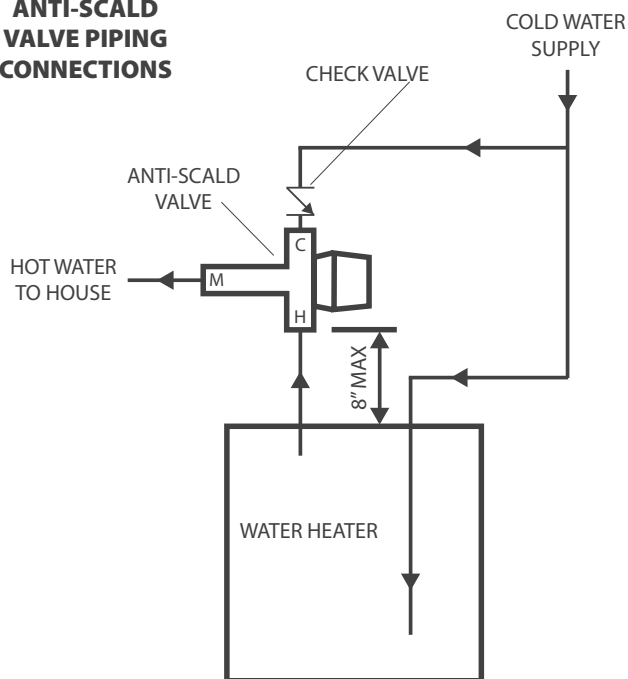 ANTI-SCALD
VALVE PIPING
CONNECTIONS
COLD WATER
SUPPLY
CHECK VALVE
ANTI-SCALD
VALVE
C
HOT WATER
TO HOUSE
M
H
8” MAX
WATER HEATER